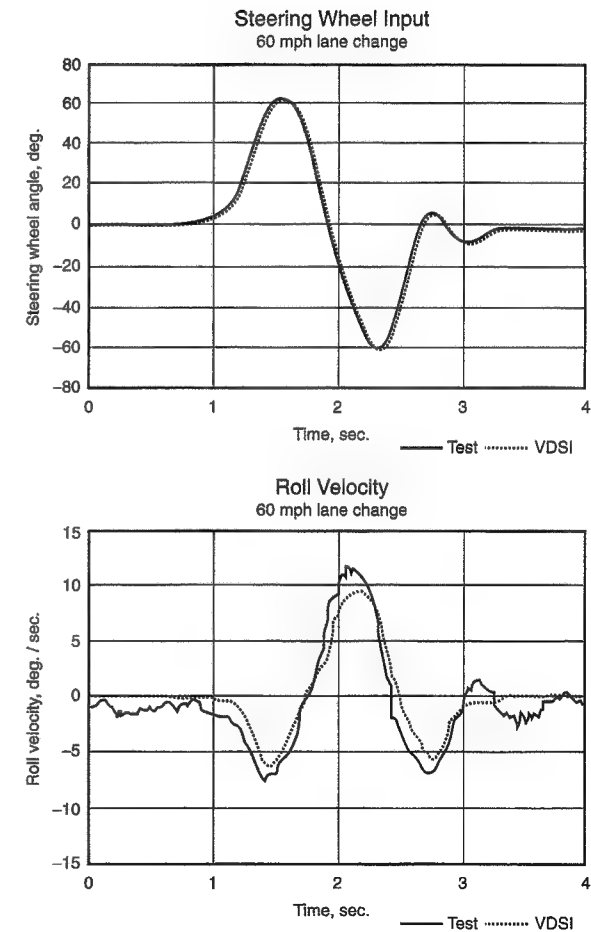 Steering Wheel Input
60 mph lane change
80
60
40
20
0
−20
−40
−60
−80
Steering wheel angle, deg.
0 1 2 3 4
Time, sec.
Test VDSI
Roll Velocity
60 mph lane change
15
10
5
0
−5
−10
−15
Roll velocity, deg. / sec.
0 1 2 3 4
Time, sec.
Test VDSI